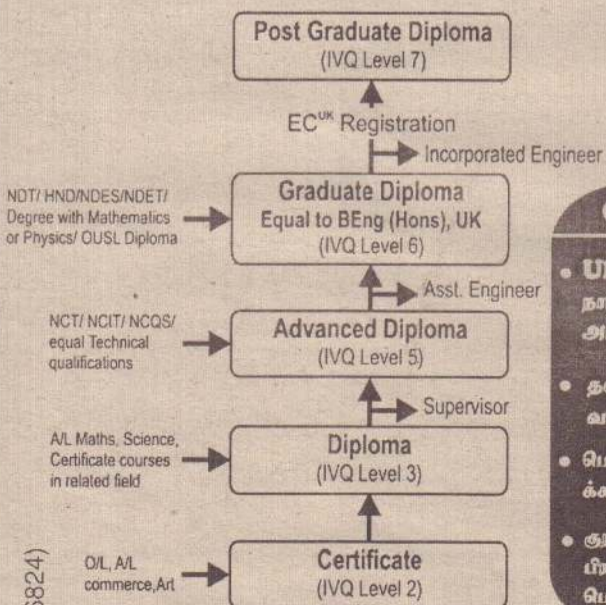 Post Graduate Diploma
(IVQ Level 7)
EC^UK Registration
Incorporated Engineer
NDT/ HND/NDES/NDET/
Degree with Mathematics
or Physics/ OUSL Diploma
Graduate Diploma
Equal to BEng (Hons), UK
(IVQ Level 6)
Asst. Engineer
NCT/ NCIT/ NCQS/
equal Technical
qualifications
Advanced Diploma
(IVQ Level 5)
Supervisor
A/L Maths, Science,
Certificate courses
in related field
Diploma
(IVQ Level 3)
O/L, A/L
commerce,Art
Certificate
(IVQ Level 2)
6824)